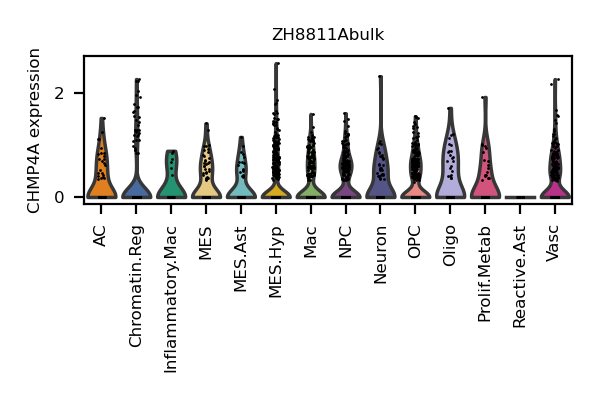 ZH8811Abulk
CHMP4A expression
2
0
AC
Chromatin.Reg
Inflammatory.Mac
MES
MES.Ast
MES.Hyp
Mac
NPC
Neuron
OPC
Oligo
Prolif.Metab
Reactive.Ast
Vasc